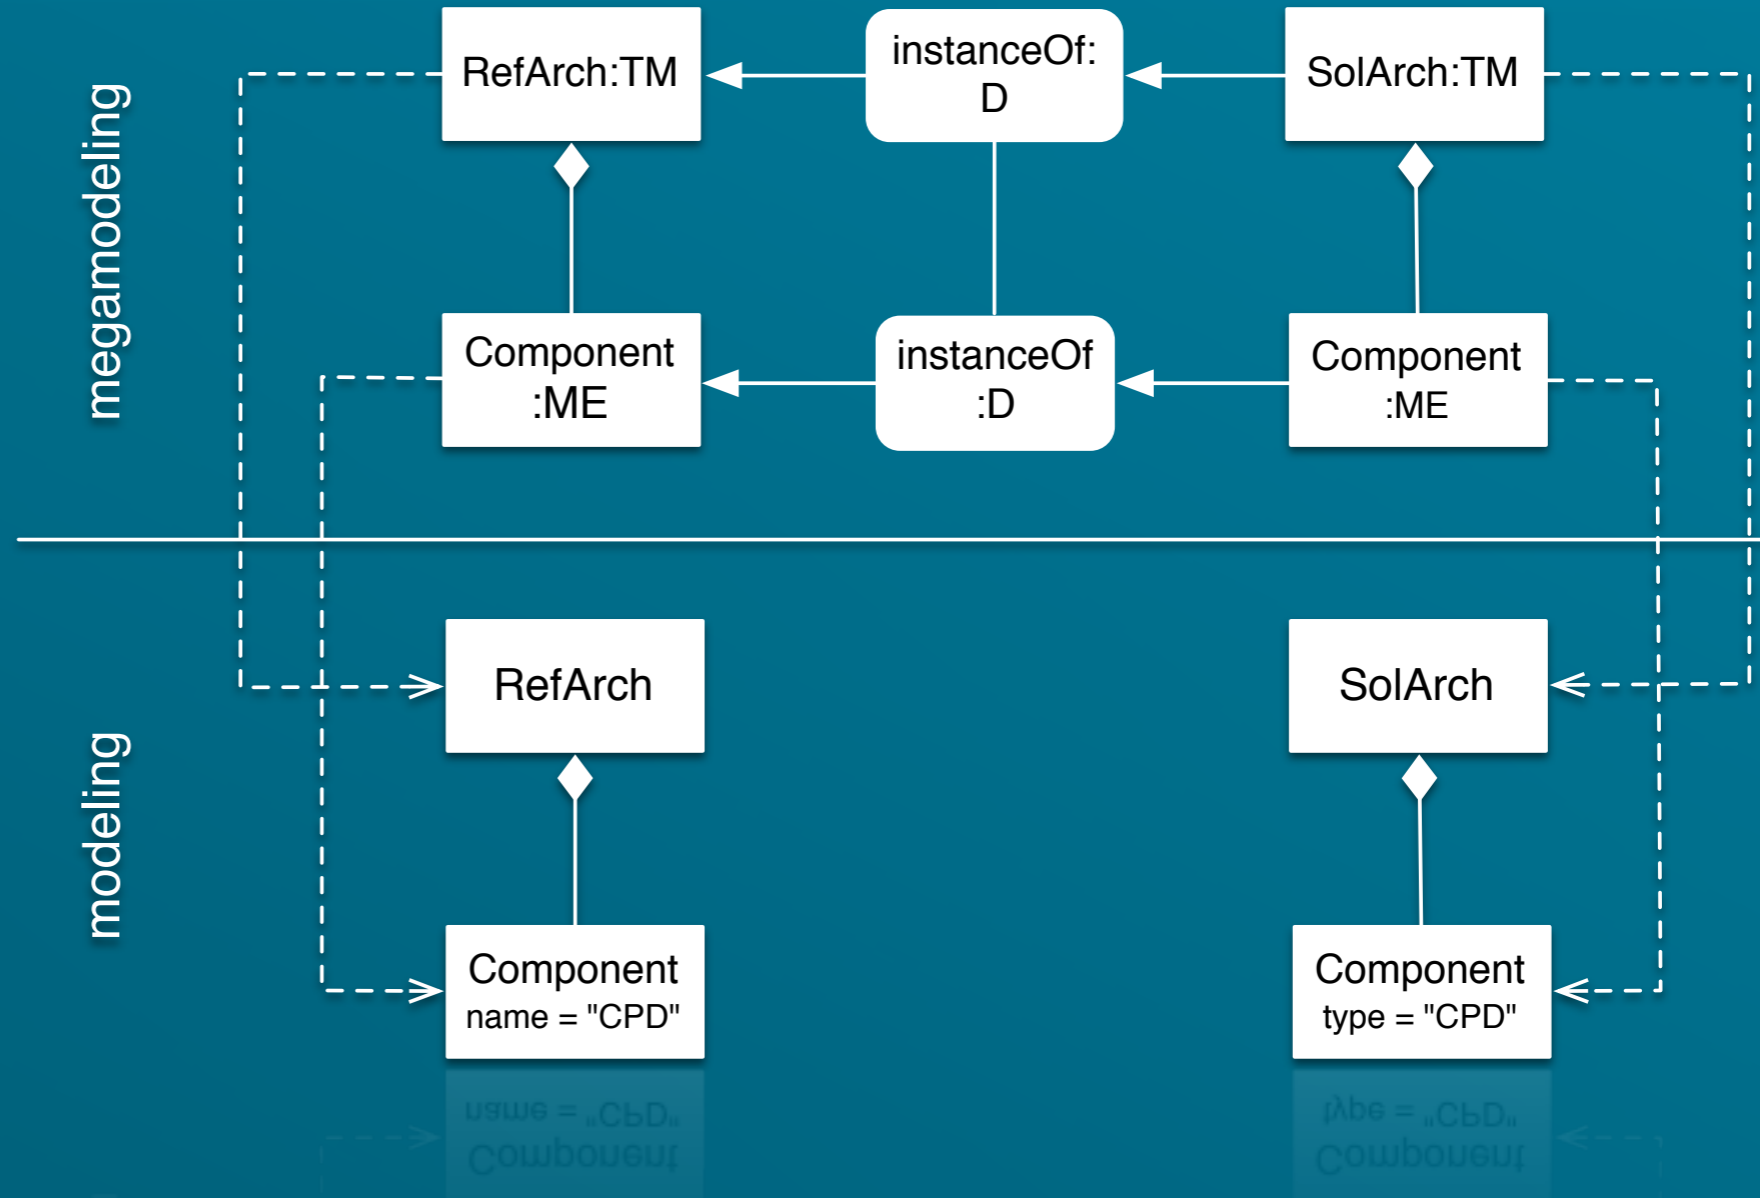 megamodeling
RefArch:TM
instanceOf:
D
SolArch:TM
Component
:ME
instanceOf
:D
Component
:ME
modeling
RefArch
SolArch
Component
name = "CPD"
Component
type = "CPD"